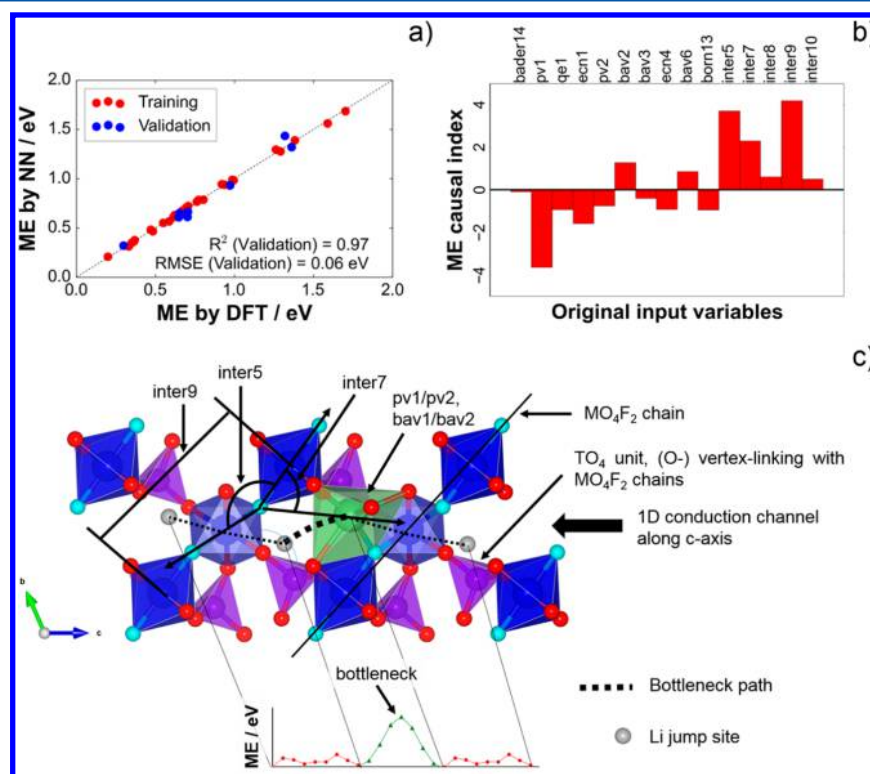 a)
2.0
1.5
1.0
0.5
0.0
0.0 0.5 1.0 1.5 2.0
ME by NN / eV
ME by DFT / eV
Training
Validation
R² (Validation) = 0.97
RMSE (Validation) = 0.06 eV
b)
bader14
pv1
qe1
ecn1
pv2
bav2
bav3
ecn4
bav6
born13
inter5
inter7
inter8
inter9
inter10
4
2
0
−2
−4
ME causal index
Original input variables
c)
inter9
inter5
inter7
pv1/pv2,
bav1/bav2
MO₄F₂ chain
TO₄ unit, (O-) vertex-linking with
MO₄F₂ chains
1D conduction channel
along c-axis
b
c
bottleneck
ME / eV
Bottleneck path
Li jump site